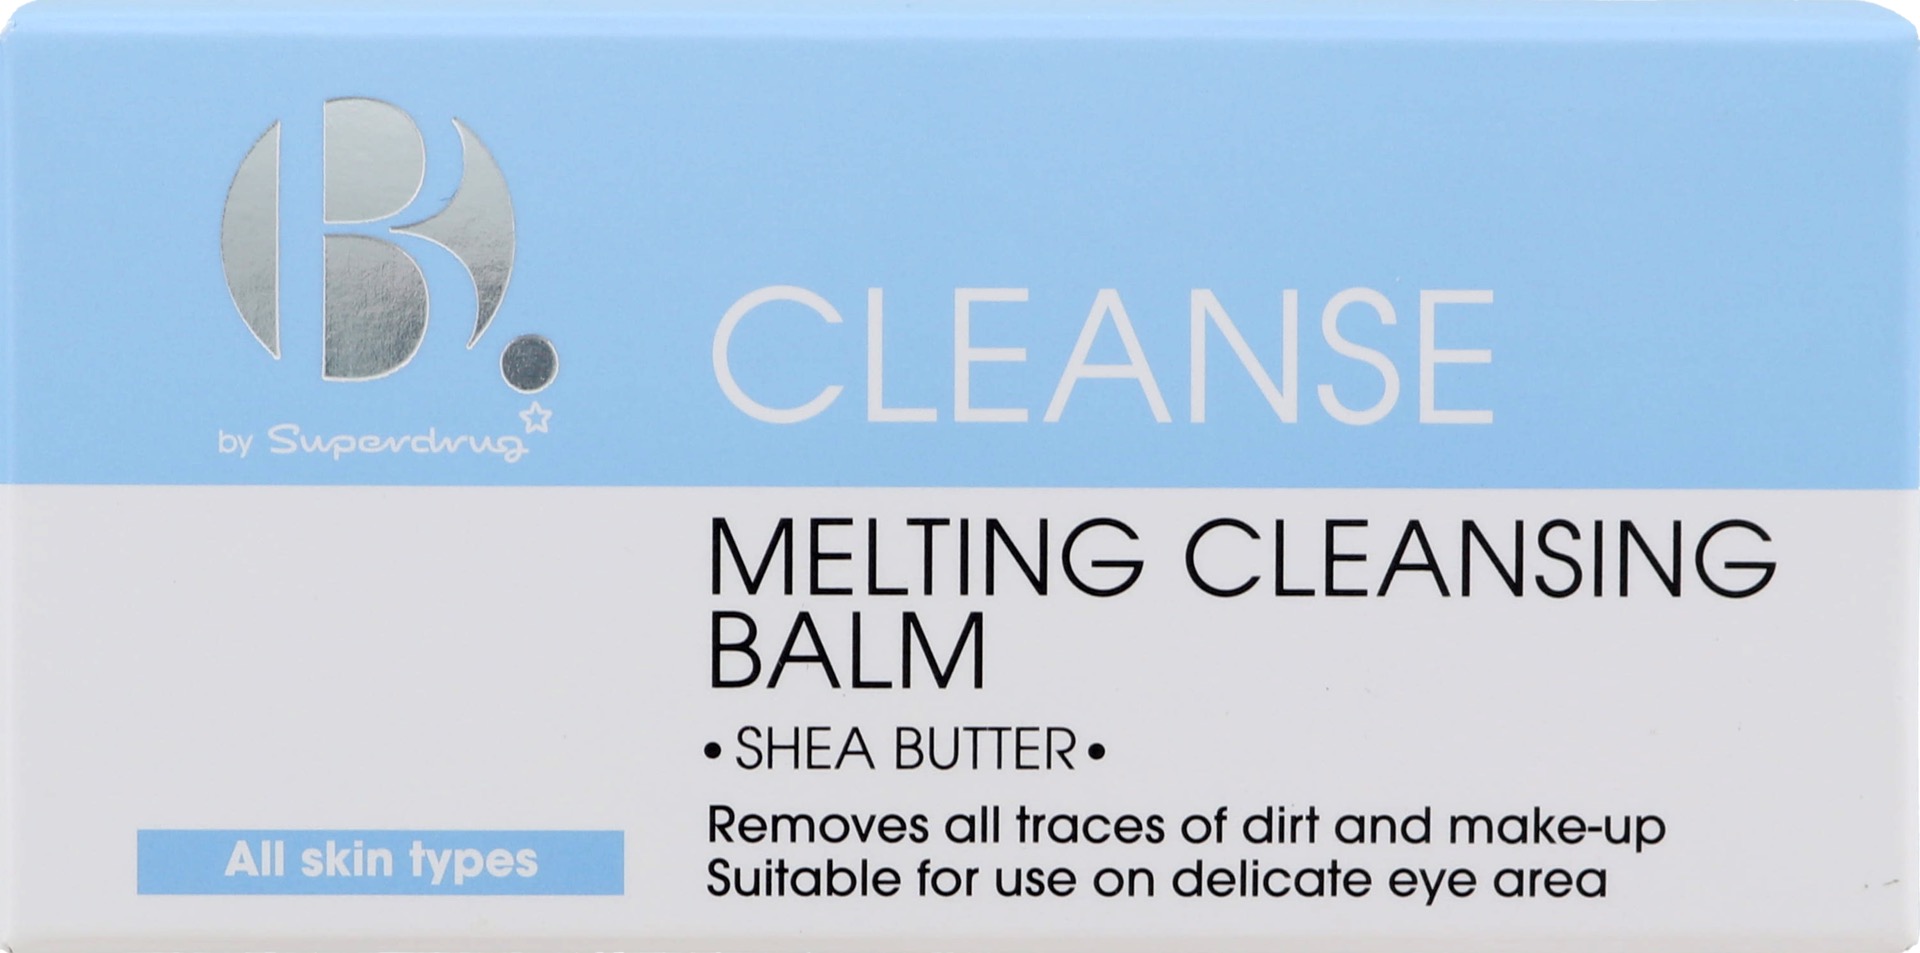 B.
by Superdrug
CLEANSE
MELTING CLEANSING
BALM
• SHEA BUTTER •
Removes all traces of dirt and make-up
Suitable for use on delicate eye area
All skin types